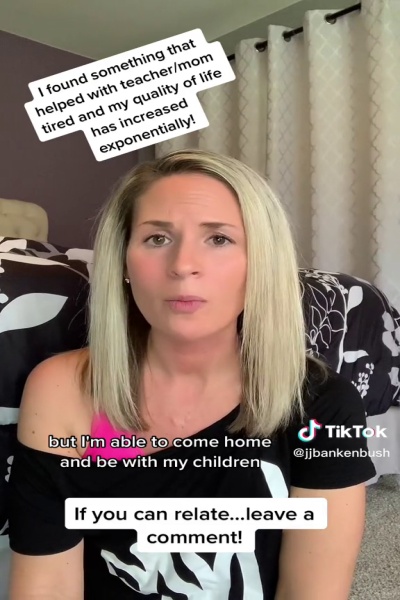 I found something that
helped with teacher/mom
tired and my quality of life
has increased
exponentially!
but I'm able to come home
and be with my children
TikTok
@jjbankenbush
If you can relate...leave a
comment!